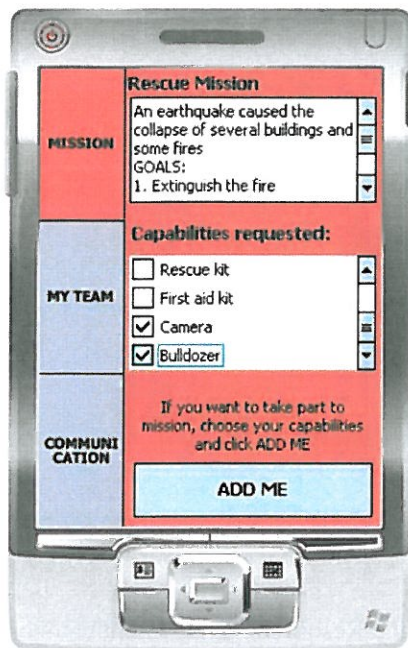 Rescue Mission
An earthquake caused the
collapse of several buildings and
some fires
GOALS:
1. Extinguish the fire
MISSION
Capabilities requested:
Rescue kit
First aid kit
Camera
Bulldozer
MY TEAM
If you want to take part to
mission, choose your capabilities
and click ADD ME
COMMUNI
CATION
ADD ME